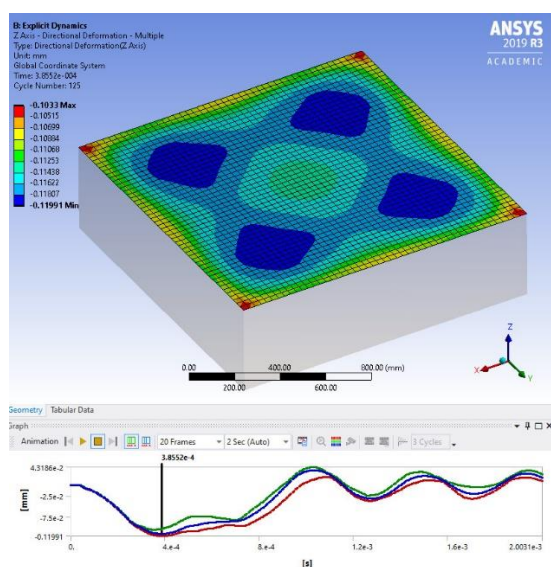 B: Explicit Dynamics
Z Axis - Directional Deformation - Multiple
Type: Directional Deformation(Z Axis)
Unit: mm
Global Coordinate System
Time: 3.8552e-004
Cycle Number: 125
ANSYS
2019 R3
ACADEMIC
-0.1033 Max
-0.10515
-0.10699
-0.10884
-0.11068
-0.11253
-0.11438
-0.11622
-0.11807
-0.11991 Min
0.00 400.00 800.00 (mm)
200.00 600.00
Z
X
Y
Geometry Tabular Data
Graph
Animation 20 Frames 2 Sec (Auto) 3 Cycles
3.8552e-4
4.3186e-2
-2.5e-2
-7.5e-2
-0.11991
[mm]
0. 4.e-4 8.e-4 1.2e-3 1.6e-3 2.0031e-3
[s]